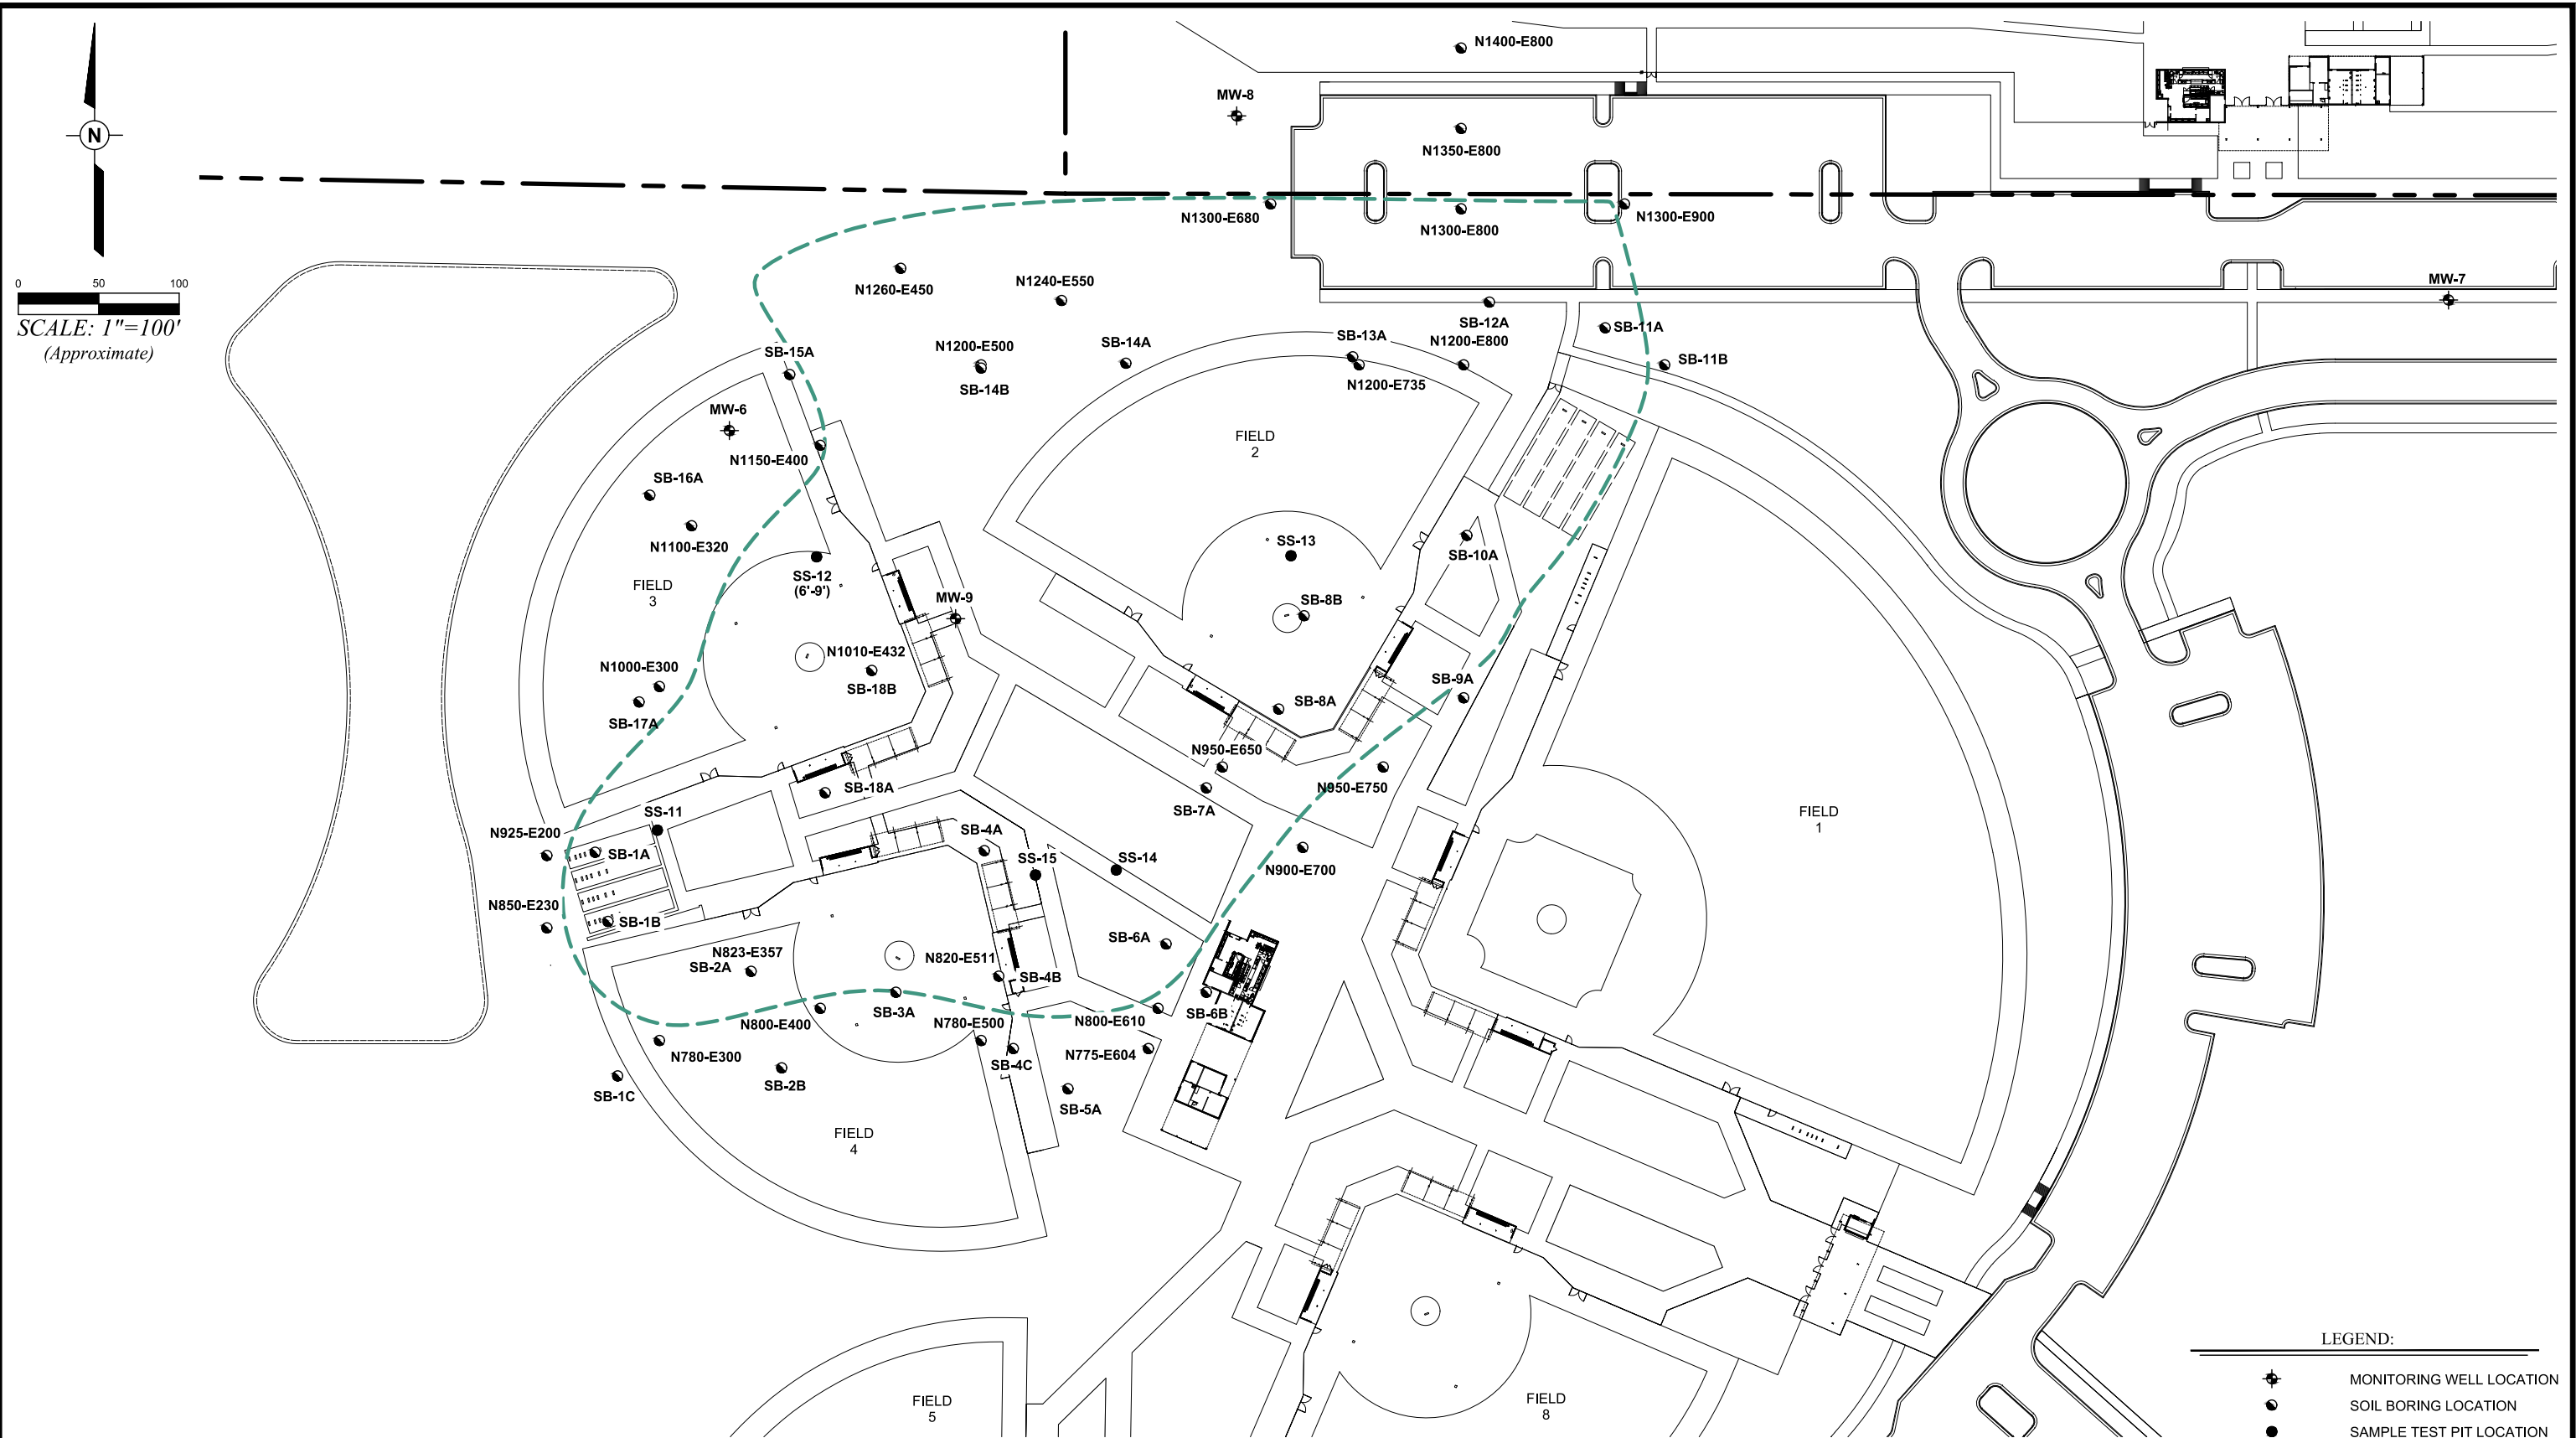 N1400-E800
MW-8
N
N1350-E800
N1300-E680
N1300-E800
N1300-E900
MW-7
0 50 100
SCALE: 1"=100'
(Approximate)
N1260-E450
N1240-E550
SB-12A
SB-11A
SB-15A
N1200-E500
SB-14A
SB-13A
N1200-E800
SB-11B
SB-14B
N1200-E735
MW-6
FIELD
2
N1150-E400
SB-16A
N1100-E320
SS-13
SB-10A
SS-12
(6'-9')
FIELD
3
MW-9
SB-8B
N1010-E432
N1000-E300
SB-18B
SB-9A
SB-17A
SB-8A
N950-E650
SB-18A
N950-E750
SB-7A
FIELD
1
SS-11
N925-E200
SB-4A
SB-1A
SS-15
SS-14
N900-E700
N850-E230
SB-1B
SB-6A
N823-E357
SB-2A
N820-E511
SB-4B
SB-3A
N800-E400
N780-E500
N800-E610
SB-6B
N780-E300
SB-4C
N775-E604
SB-2B
SB-1C
SB-5A
FIELD
4
LEGEND:
MONITORING WELL LOCATION
SOIL BORING LOCATION
SAMPLE TEST PIT LOCATION
FIELD
5
FIELD
8